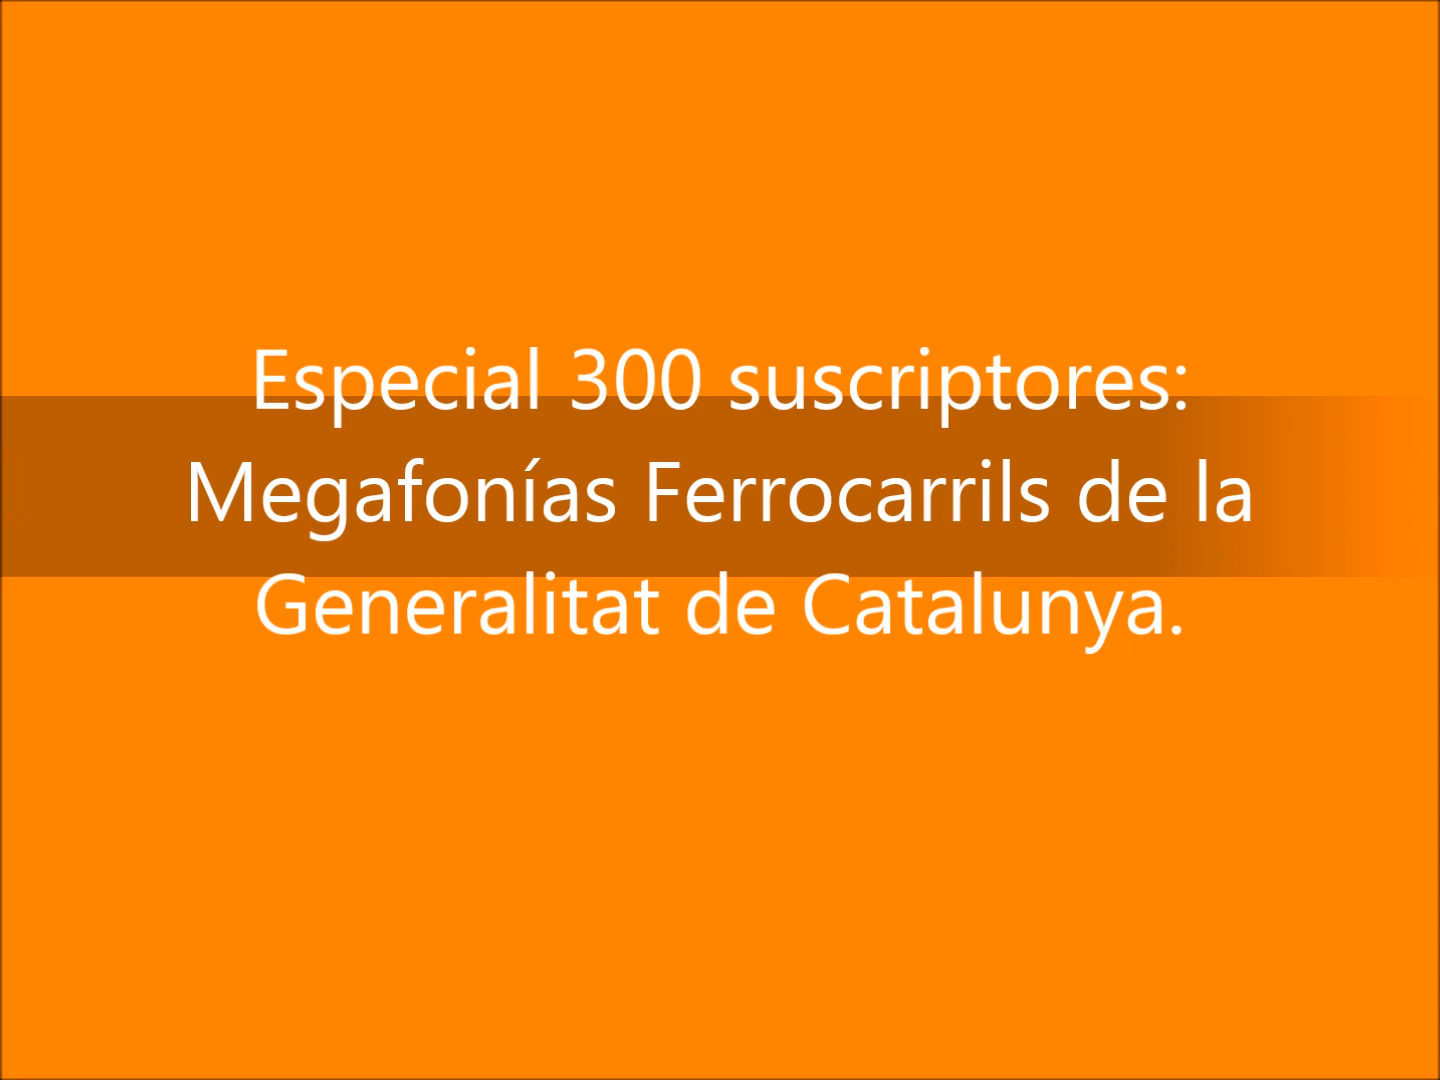 Especial 300 suscriptores:
Megafonías Ferrocarrils de la
Generalitat de Catalunya.